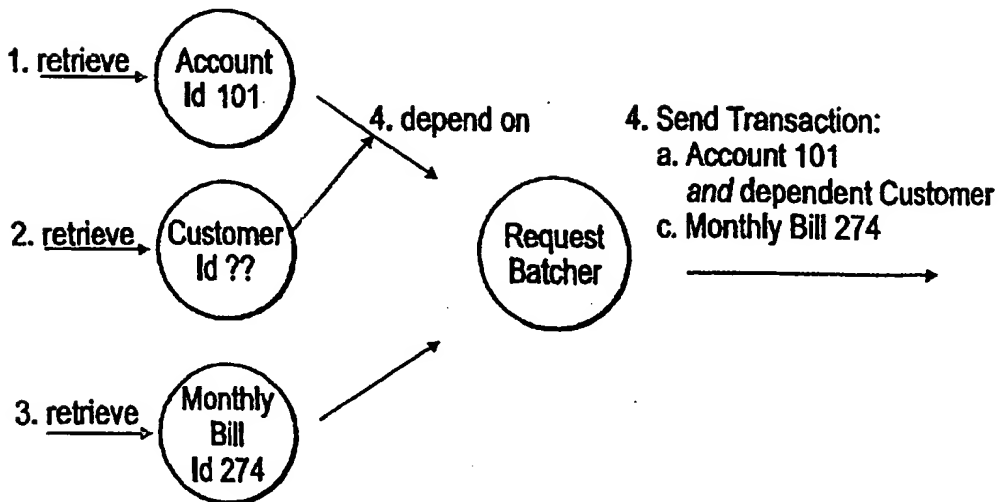 1. retrieve
Account
Id 101
4. depend on
4. Send Transaction:
a. Account 101
and dependent Customer
c. Monthly Bill 274
2. retrieve
Customer
Id ??
Request
Batcher
3. retrieve
Monthly
Bill
Id 274